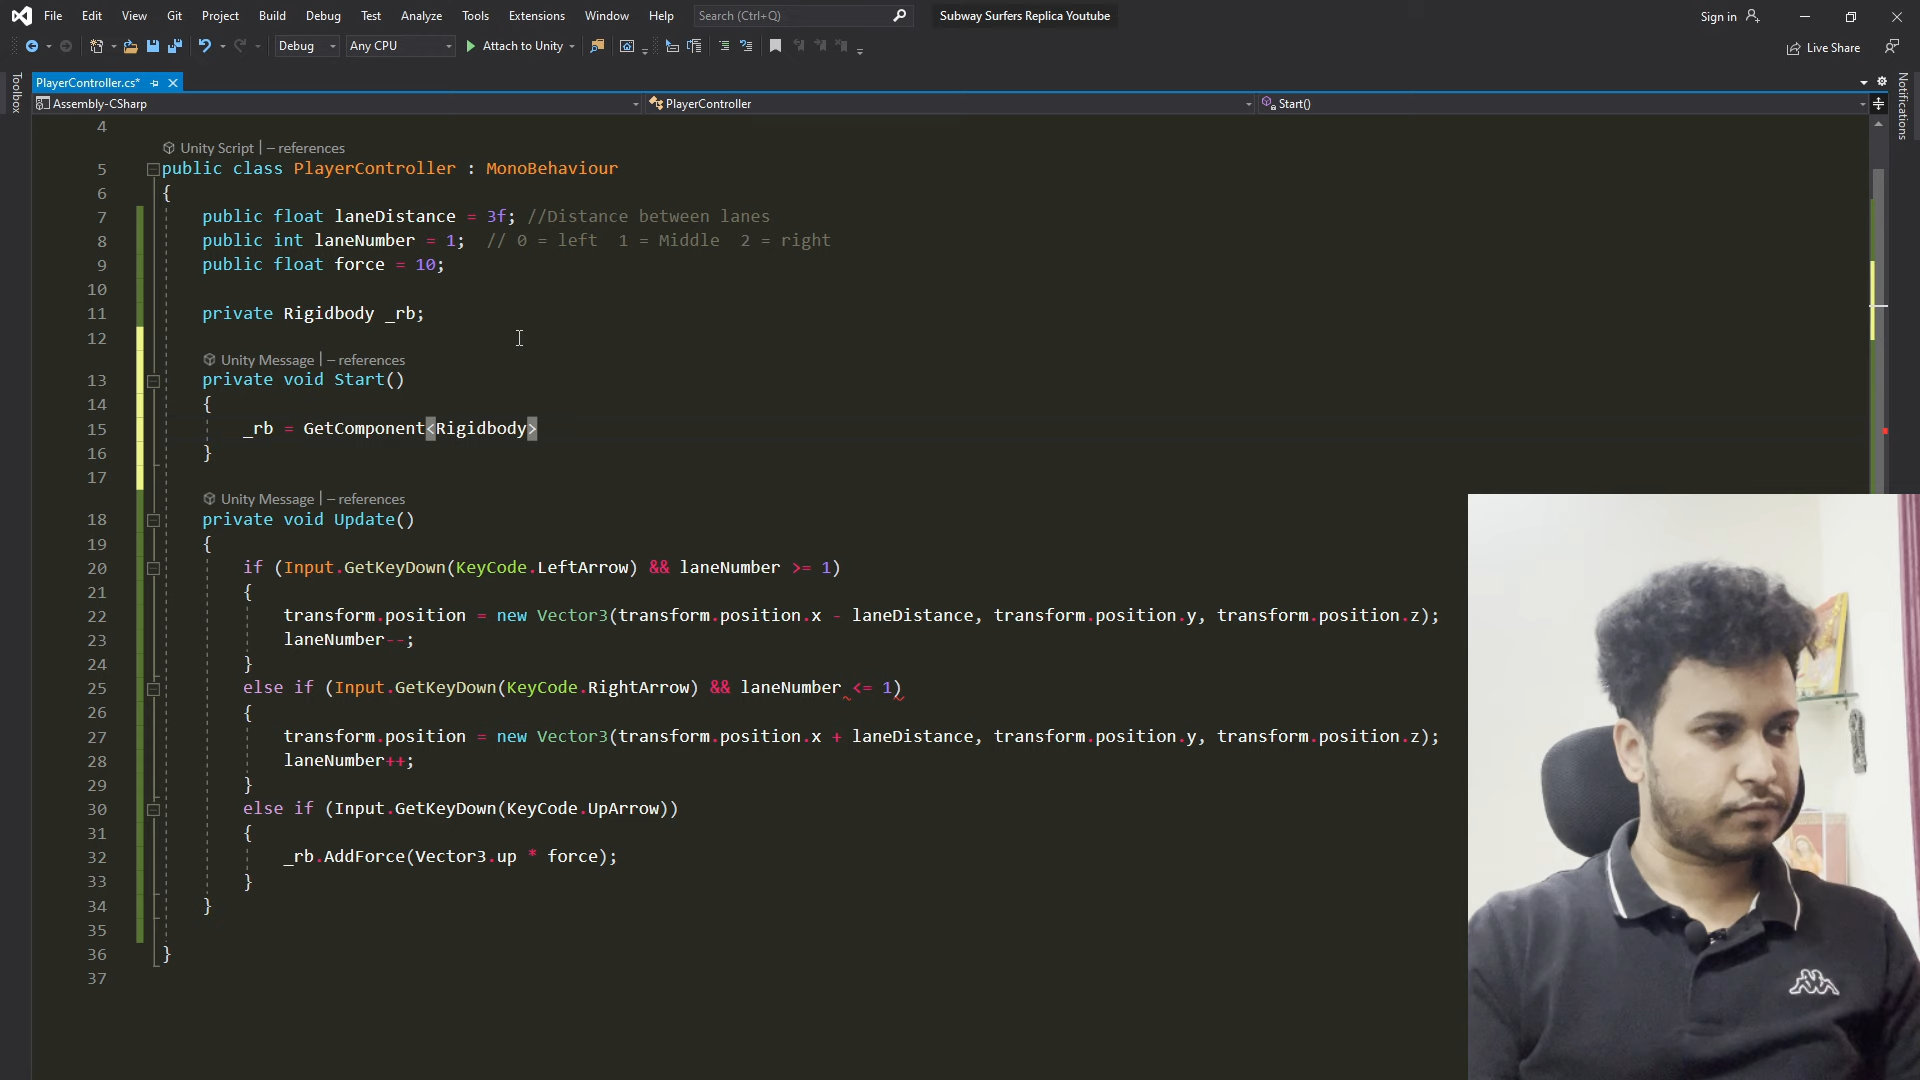 File Edit View Git Project Build Debug Test Analyze Tools Extensions Window Help Search (Ctrl+Q) Subway Surfers Replica Youtube Sign in
Debug Any CPU Attach to Unity Live Share
Toolbox
PlayerController.cs*
Notifications
Assembly-CSharp PlayerController Start()
4
Unity Script | – references
5 public class PlayerController : MonoBehaviour
6 {
7 public float laneDistance = 3f; //Distance between lanes
8 public int laneNumber = 1; // 0 = left 1 = Middle 2 = right
9 public float force = 10;
10
11 private Rigidbody _rb;
12
Unity Message | – references
13 private void Start()
14 {
15 _rb = GetComponent<Rigidbody>
16 }
17
Unity Message | – references
18 private void Update()
19 {
20 if (Input.GetKeyDown(KeyCode.LeftArrow) && laneNumber >= 1)
21 {
22 transform.position = new Vector3(transform.position.x - laneDistance, transform.position.y, transform.position.z);
23 laneNumber--;
24 }
25 else if (Input.GetKeyDown(KeyCode.RightArrow) && laneNumber <= 1)
26 {
27 transform.position = new Vector3(transform.position.x + laneDistance, transform.position.y, transform.position.z);
28 laneNumber++;
29 }
30 else if (Input.GetKeyDown(KeyCode.UpArrow))
31 {
32 _rb.AddForce(Vector3.up * force);
33 }
34 }
35
36 }
37